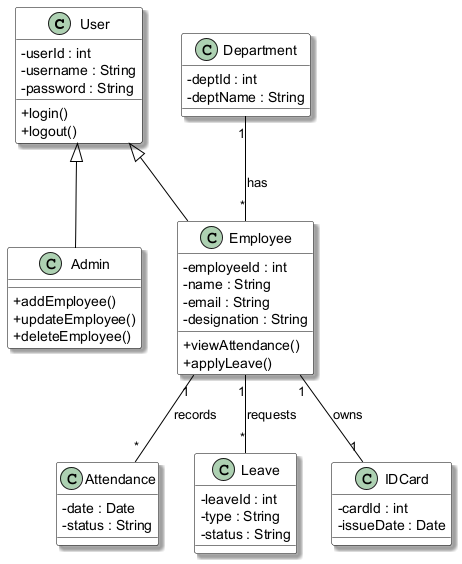 C User
-userId : int
-username : String
-password : String
+login()
+logout()
C Department
-deptId : int
-deptName : String
1
has
*
C Admin
+addEmployee()
+updateEmployee()
+deleteEmployee()
C Employee
-employeeId : int
-name : String
-email : String
-designation : String
+viewAttendance()
+applyLeave()
1
1
1
records
requests
owns
*
*
1
C Attendance
-date : Date
-status : String
C Leave
-leaveId : int
-type : String
-status : String
C IDCard
-cardId : int
-issueDate : Date